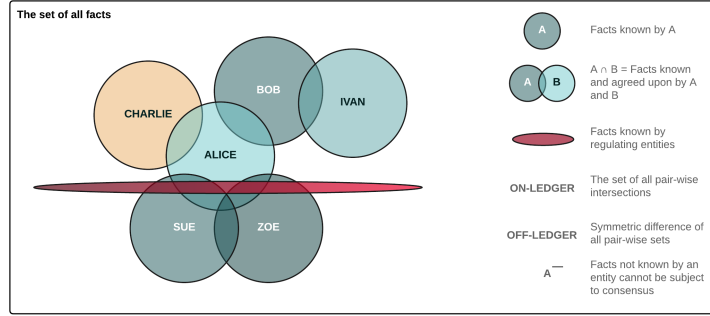 The set of all facts
CHARLIE
BOB
IVAN
ALICE
SUE
ZOE
A
Facts known by A
A B
A ∩ B = Facts known
and agreed upon by A
and B
Facts known by
regulating entities
ON-LEDGER
The set of all pair-wise
intersections
OFF-LEDGER
Symmetric difference of
all pair-wise sets
A¯
Facts not known by an
entity cannot be subject
to consensus